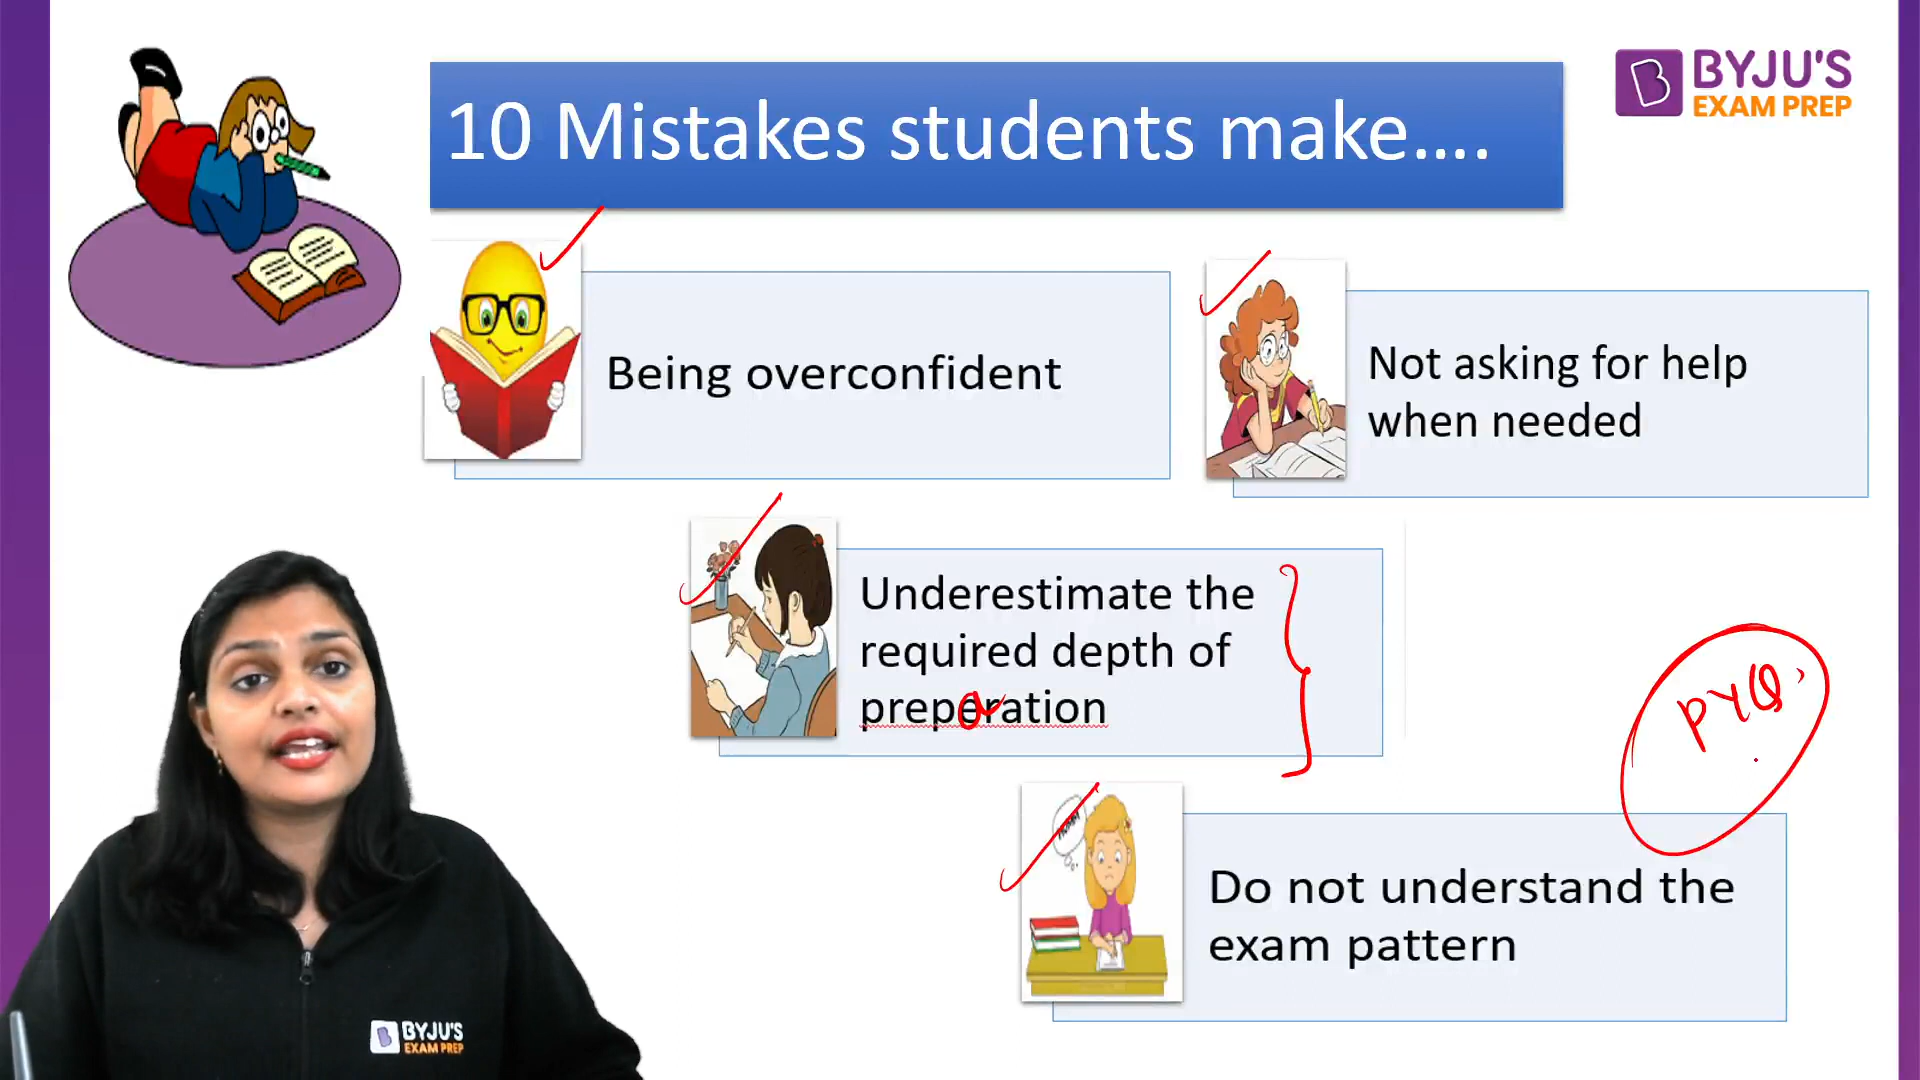 10 Mistakes students make....
BYJU'S
EXAM PREP
Being overconfident
Not asking for help
when needed
Underestimate the
required depth of
preperation
a
PYQ
Do not understand the
exam pattern
BYJU'S
EXAM PREP